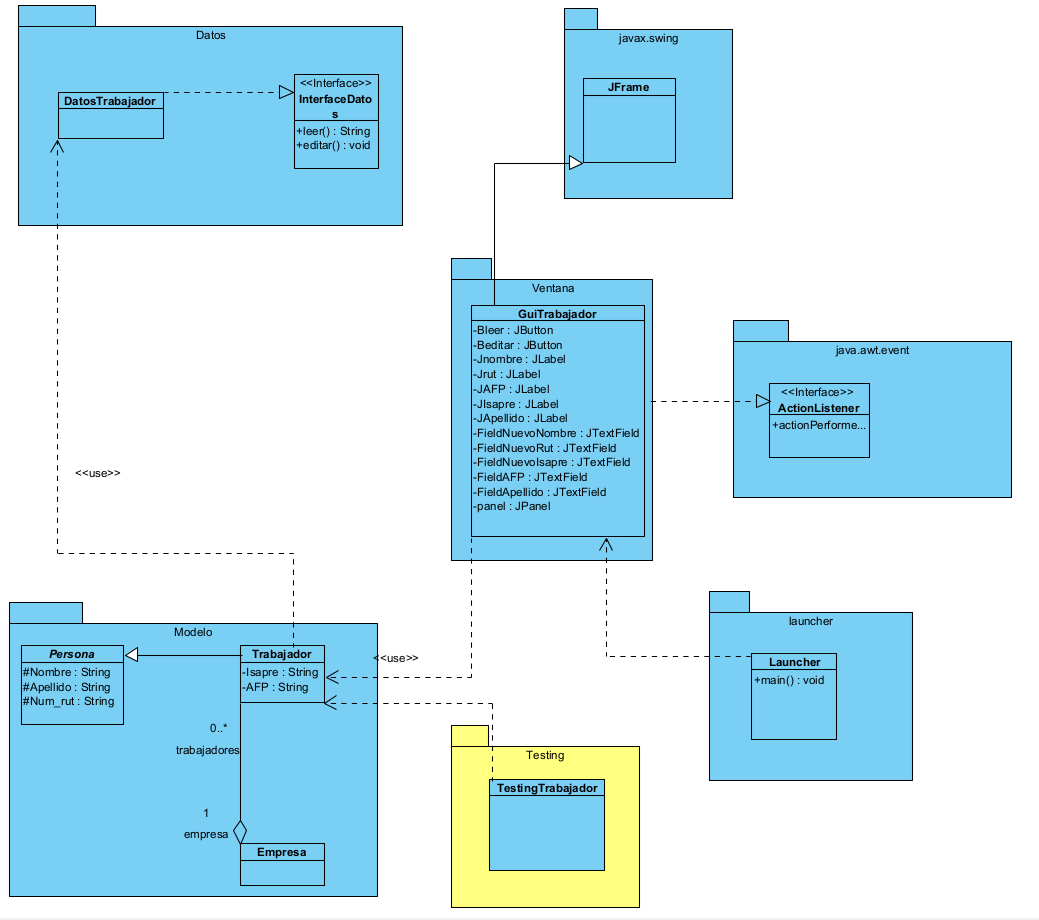 Datos
DatosTrabajador
<<Interface>>
InterfaceDato
s
+leer() : String
+editar() : void
javax.swing
JFrame
Ventana
GuiTrabajador
-Bleer : JButton
-Beditar : JButton
-Jnombre : JLabel
-Jrut : JLabel
-JAFP : JLabel
-JIsapre : JLabel
-JApellido : JLabel
-FieldNuevoNombre : JTextField
-FieldNuevoRut : JTextField
-FieldNuevoIsapre : JTextField
-FieldAFP : JTextField
-FieldApellido : JTextField
-panel : JPanel
java.awt.event
<<Interface>>
ActionListener
+actionPerforme...
<<use>>
Modelo
Persona
#Nombre : String
#Apellido : String
#Num_rut : String
Trabajador
-Isapre : String
-AFP : String
<<use>>
0..*
trabajadores
1
empresa
Empresa
launcher
Launcher
+main() : void
Testing
TestingTrabajador